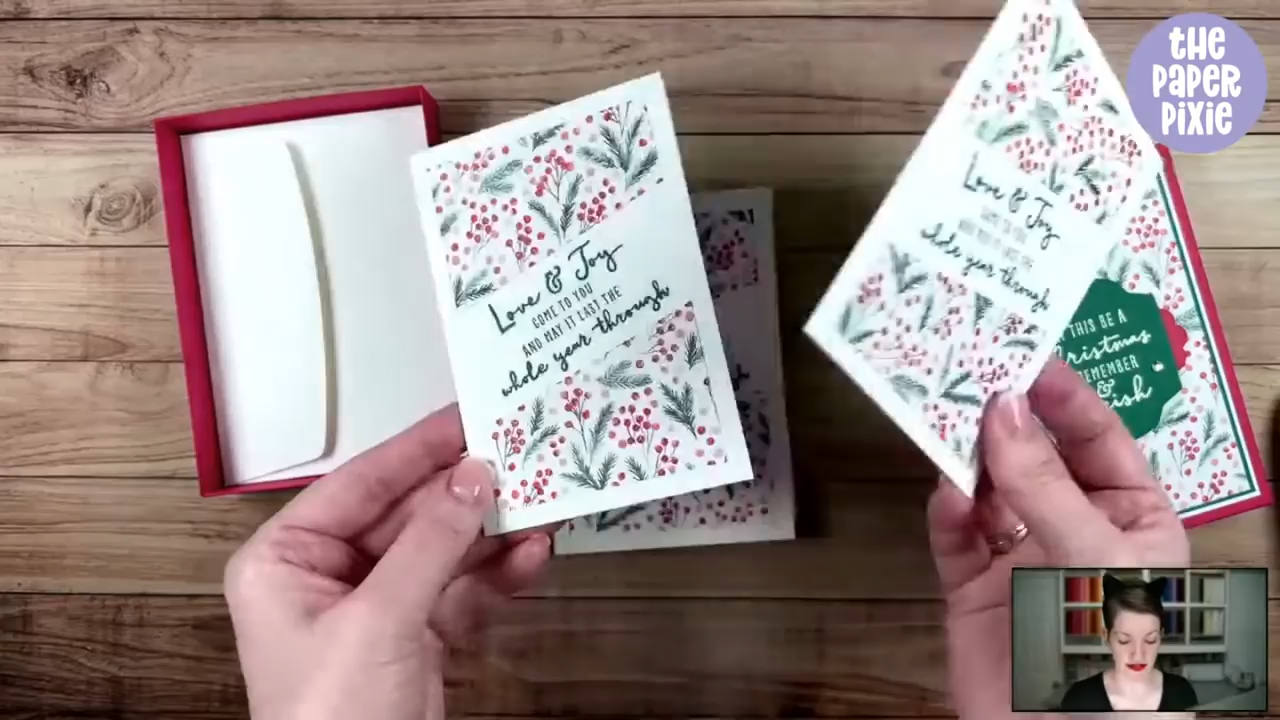 the
PAPER
PIXIE
Love & Joy
COME TO YOU
AND MAY IT LAST THE
whole year through
Love & Joy
whole year through
THIS BE A
Christmas
REMEMBER
&